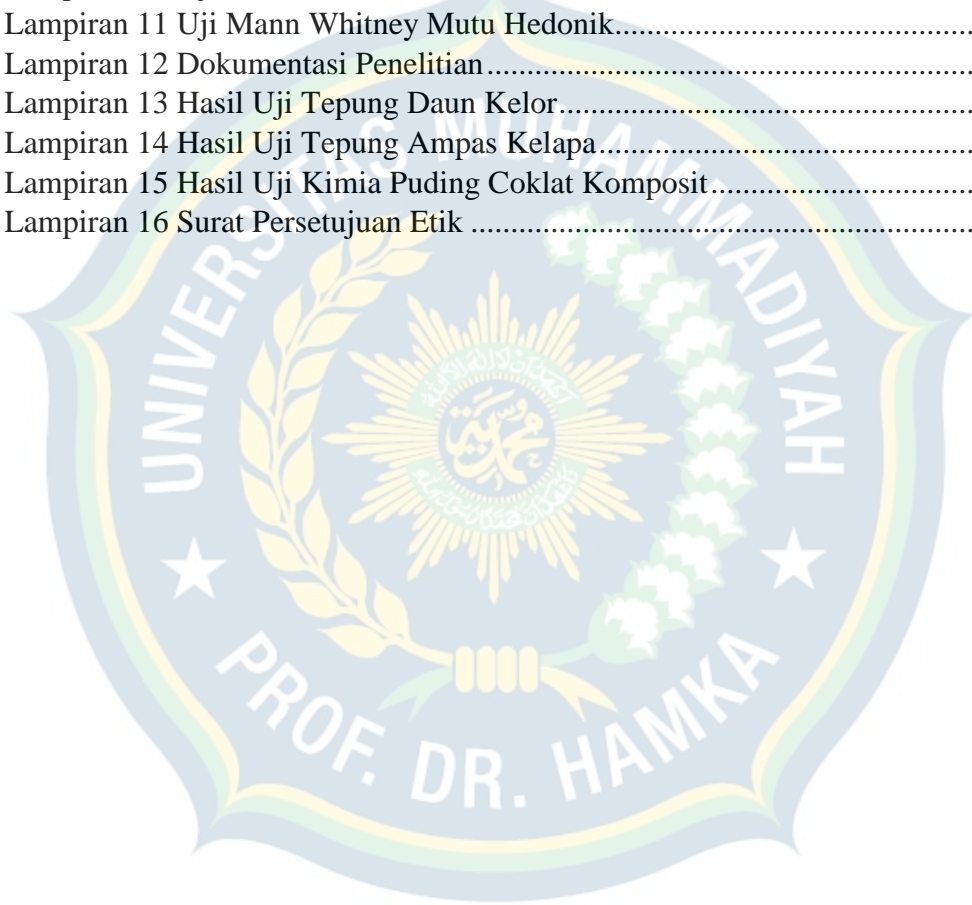 Lampiran 11 Uji Mann Whitney Mutu Hedonik
Lampiran 12 Dokumentasi Penelitian
Lampiran 13 Hasil Uji Tepung Daun Kelor
Lampiran 14 Hasil Uji Tepung Ampas Kelapa
Lampiran 15 Hasil Uji Kimia Puding Coklat Komposit
Lampiran 16 Surat Persetujuan Etik
UNIVERSITAS MUHAMMADIYAH
PROF. DR. HAMKA
محمدية